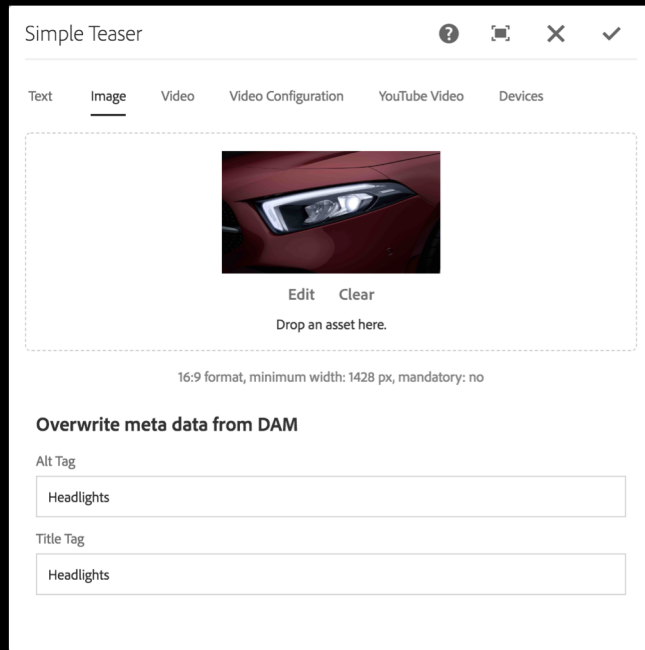 Simple Teaser
Text Image Video Video Configuration YouTube Video Devices
Edit Clear
Drop an asset here.
16:9 format, minimum width: 1428 px, mandatory: no
Overwrite meta data from DAM
Alt Tag
Headlights
Title Tag
Headlights